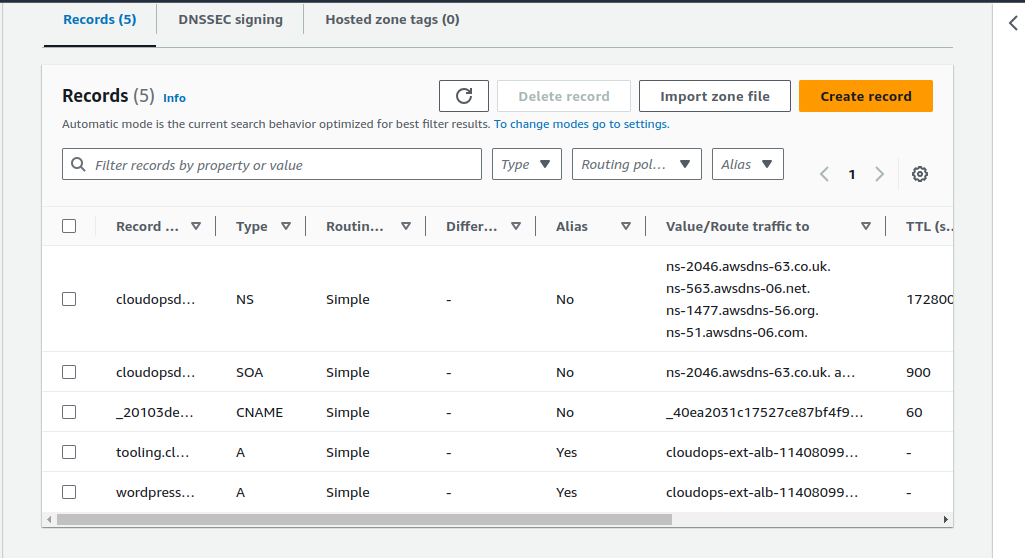 Records (5) DNSSEC signing Hosted zone tags (0)
Records (5) Info
Delete record Import zone file Create record
Automatic mode is the current search behavior optimized for best filter results. To change modes go to settings.
Filter records by property or value Type Routing pol... Alias 1
Record ... Type Routin... Differ... Alias Value/Route traffic to TTL (s...
ns-2046.awsdns-63.co.uk.
ns-563.awsdns-06.net.
cloudopsd... NS Simple - No 172800
ns-1477.awsdns-56.org.
ns-51.awsdns-06.com.
cloudopsd... SOA Simple - No ns-2046.awsdns-63.co.uk. a... 900
_20103de... CNAME Simple - No _40ea2031c17527ce87bf4f9... 60
tooling.cl... A Simple - Yes cloudops-ext-alb-11408099... -
wordpress... A Simple - Yes cloudops-ext-alb-11408099... -